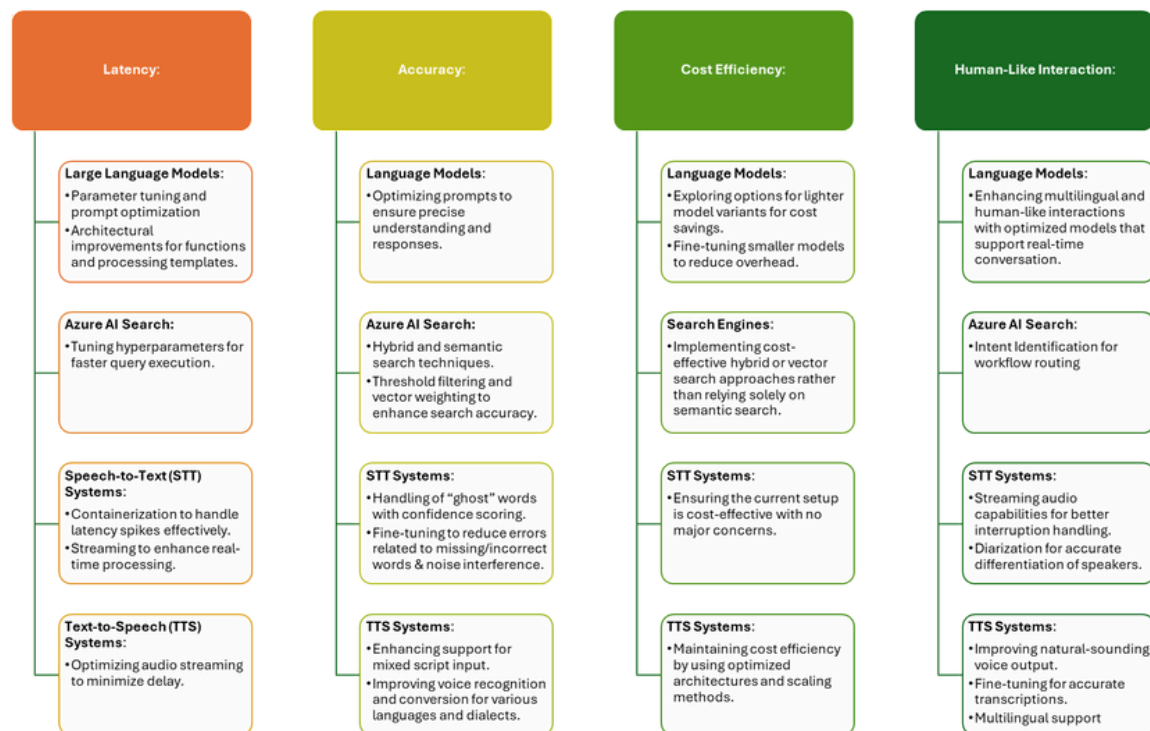 Latency:
Large Language Models:
•Parameter tuning and
prompt optimization
•Architectural
improvements for functions
and processing templates.
Azure AI Search:
•Tuning hyperparameters for
faster query execution.
Speech-to-Text (STT)
Systems:
•Containerization to handle
latency spikes effectively.
•Streaming to enhance real-
time processing.
Text-to-Speech (TTS)
Systems:
•Optimizing audio streaming
to minimize delay.
Accuracy:
Language Models:
•Optimizing prompts to
ensure precise
understanding and
responses.
Azure AI Search:
•Hybrid and semantic
search techniques.
•Threshold filtering and
vector weighting to
enhance search accuracy.
STT Systems:
•Handling of “ghost” words
with confidence scoring.
•Fine-tuning to reduce errors
related to missing/incorrect
words & noise interference.
TTS Systems:
•Enhancing support for
mixed script input.
•Improving voice recognition
and conversion for various
languages and dialects.
Cost Efficiency:
Language Models:
•Exploring options for lighter
model variants for cost
savings.
•Fine-tuning smaller models
to reduce overhead.
Search Engines:
•Implementing cost-
effective hybrid or vector
search approaches rather
than relying solely on
semantic search.
STT Systems:
•Ensuring the current setup
is cost-effective with no
major concerns.
TTS Systems:
•Maintaining cost efficiency
by using optimized
architectures and scaling
methods.
Human-Like Interaction:
Language Models:
•Enhancing multilingual and
human-like interactions
with optimized models that
support real-time
conversation.
Azure AI Search:
•Intent Identification for
workflow routing
STT Systems:
•Streaming audio
capabilities for better
interruption handling.
•Diarization for accurate
differentiation of speakers.
TTS Systems:
•Improving natural-sounding
voice output.
•Fine-tuning for accurate
transcriptions.
•Multilingual support